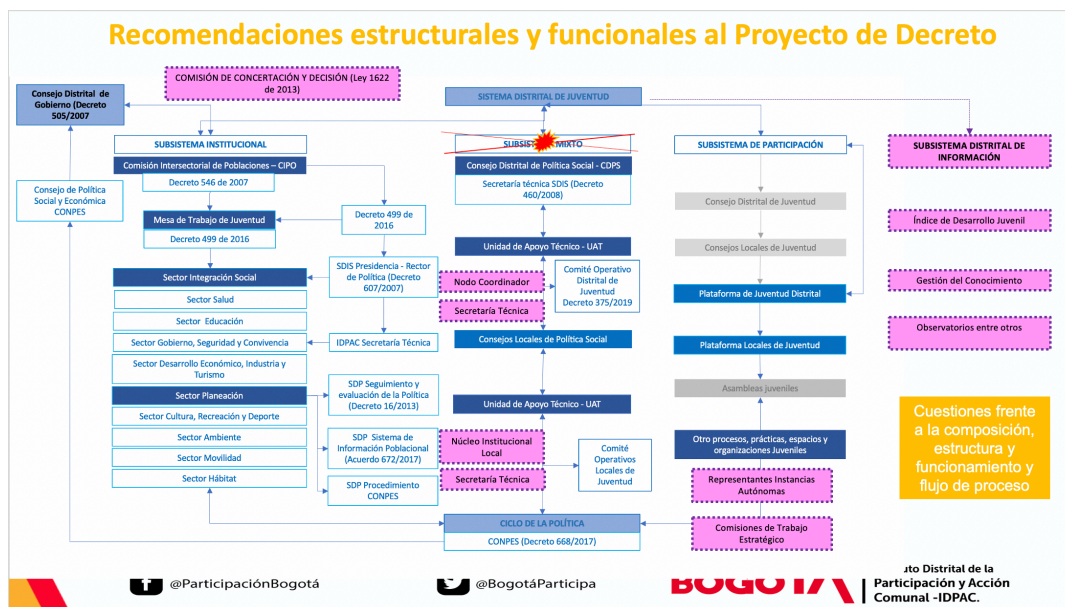 Recomendaciones estructurales y funcionales al Proyecto de Decreto
COMISIÓN DE CONCERTACIÓN Y DECISIÓN (Ley 1622
de 2013)
Consejo Distrital de
Gobierno (Decreto
505/2007
SISTEMA DISTRITAL DE JUVENTUD
SUBSISTEMA INSTITUCIONAL
MIXTO
SUBSISTEMA DE PARTICIPACIÓN
SUBSISTEMA DISTRITAL DE
INFORMACIÓN
Comisión Intersectorial de Poblaciones – CIPO
Decreto 546 de 2007
Consejo de Política
Social y Económica
CONPES
Mesa de Trabajo de Juventud
Decreto 499 de 2016
Decreto 499 de
2016
Sector Integración Social
Sector Salud
Sector Educación
Sector Gobierno, Seguridad y Convivencia
Sector Desarrollo Económico, Industria y
Turismo
Sector Planeación
Sector Cultura, Recreación y Deporte
Sector Ambiente
Sector Movilidad
Sector Hábitat
SDIS Presidencia - Rector
de Política (Decreto
607/2007)
IDPAC Secretaría Técnica
SDP Seguimiento y
evaluación de la Política
(Decreto 16/2013)
SDP Sistema de
Información Poblacional
(Acuerdo 672/2017)
SDP Procedimiento
CONPES
Consejo Distrital de Política Social - CDPS
Secretaría técnica SDIS (Decreto
460/2008)
Unidad de Apoyo Técnico - UAT
Nodo Coordinador
Secretaría Técnica
Comité Operativo
Distrital de
Juventud
Decreto 375/2019
Consejos Locales de Política Social
Unidad de Apoyo Técnico - UAT
Núcleo Institucional
Local
Secretaría Técnica
Comité
Operativos
Locales de
Juventud
CICLO DE LA POLÍTICA
CONPES (Decreto 668/2017)
Consejo Distrital de Juventud
Consejos Locales de Juventud
Plataforma de Juventud Distrital
Plataforma Locales de Juventud
Asambleas juveniles
Otro procesos, prácticas, espacios y
organizaciones Juveniles
Representantes Instancias
Autónomas
Comisiones de Trabajo
Estratégico
Índice de Desarrollo Juvenil
Gestión del Conocimiento
Observatorios entre otros
Cuestiones frente
a la composición,
estructura y
funcionamiento y
flujo de proceso
@ParticipaciónBogotá
@BogotáParticipa
BOGOTÁ
uto Distrital de la
Participación y Acción
Comunal -IDPAC.